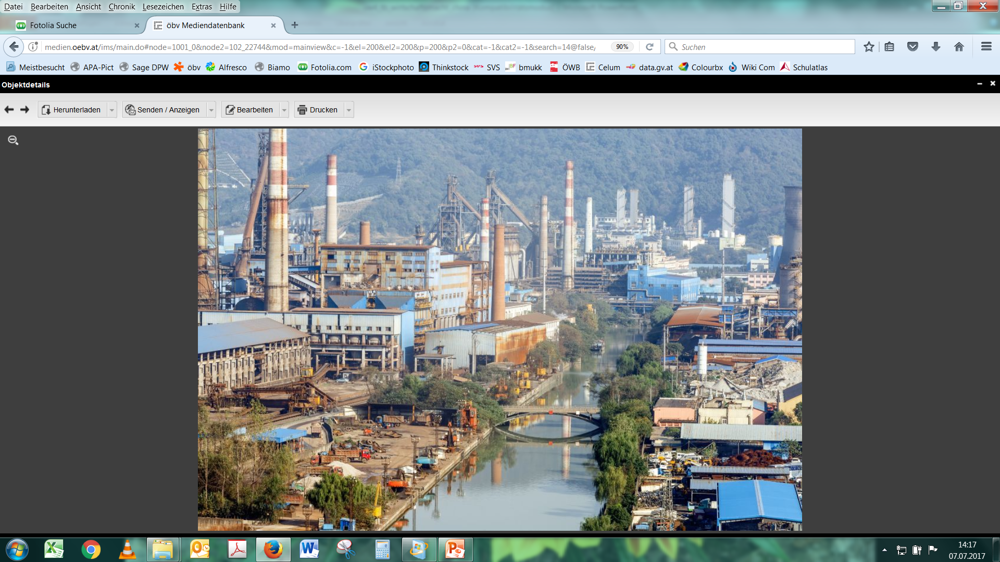 Datei Bearbeiten Ansicht Chronik Lesezeichen Extras Hilfe
Fotolia Suche öbv Mediendatenbank
medien.oebv.at/ims/main.do#node=1001_0&node2=102_22744&mod=mainview&c=-1&el=200&el2=200&p=200&p2=0&cat=-1&cat2=-1&search=14@false/ 90% Suchen
Meistbesucht APA-Pict Sage DPW öbv Alfresco Biamo Fotolia.com iStockphoto Thinkstock SVS bmukk ÖWB Celum data.gv.at Colourbx Wiki Com Schulatlas
Objektdetails
Herunterladen Senden / Anzeigen Bearbeiten Drucken
14:17
07.07.2017